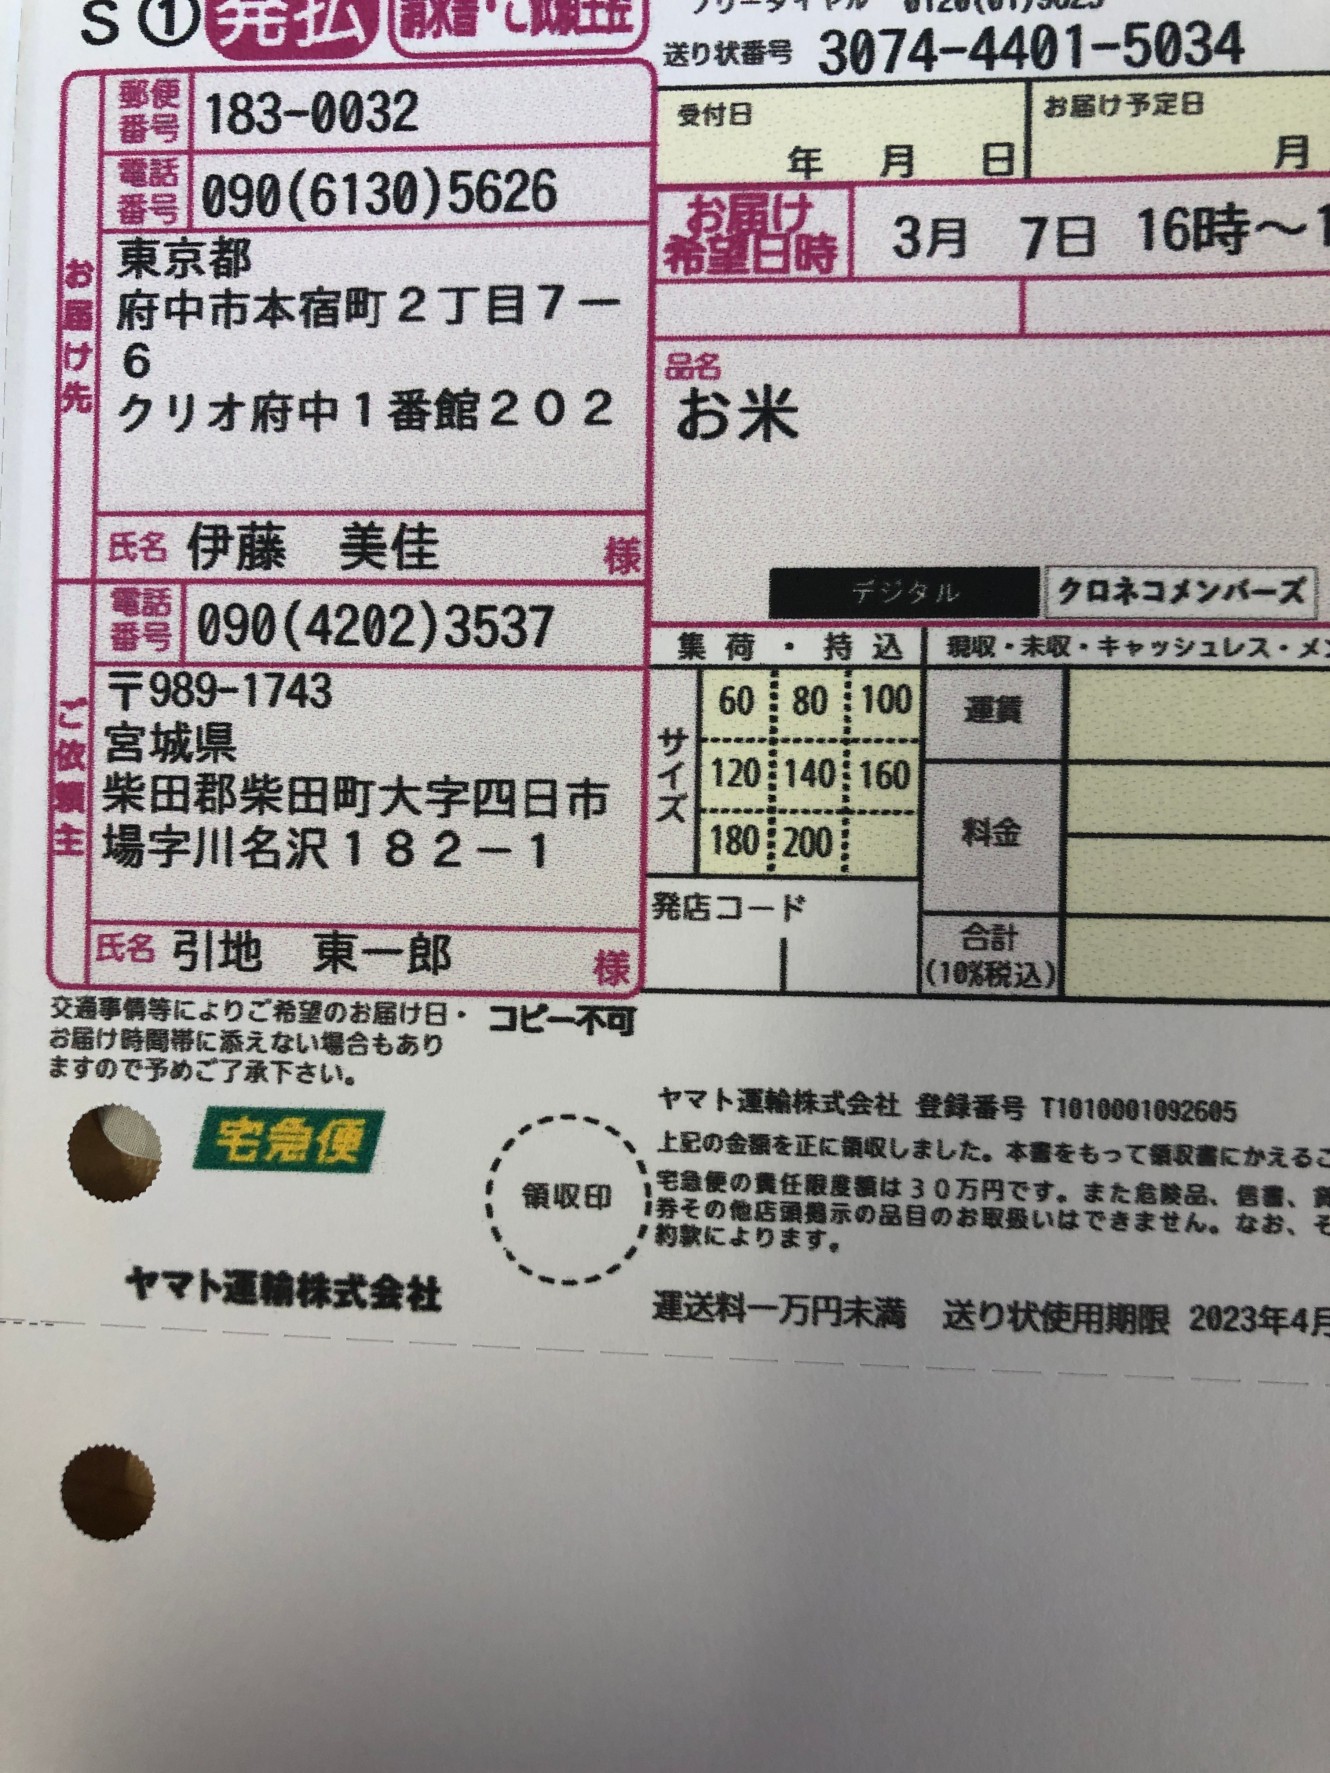 S ① 発払
送り状番号 3074-4401-5034
郵便番号 183-0032
電話番号 090(6130)5626
お届け先
東京都
府中市本宿町2丁目7ー
6
クリオ府中1番館202
氏名 伊藤 美佳 様
受付日 年 月 日
お届け予定日 月
お届け希望日時 3月 7日 16時～1
品名
お米
デジタル クロネコメンバーズ
ご依頼主
電話番号 090(4202)3537
〒989-1743
宮城県
柴田郡柴田町大字四日市
場字川名沢182－1
氏名 引地 東一郎 様
集荷・持込
サイズ
60 80 100
120 140 160
180 200
発店コード
現収・未収・キャッシュレス・メ
運賃
料金
合計
(10%税込)
交通事情等によりご希望のお届け日・
お届け時間帯に添えない場合もあり
ますので予めご了承下さい。
コピー不可
宅急便
ヤマト運輸株式会社
領収印
ヤマト運輸株式会社 登録番号 T1010001092605
上記の金額を正に領収しました。本書をもって領収書にかえるこ
宅急便の責任限度額は30万円です。また危険品、信書、貨
券その他店頭掲示の品目のお取扱いはできません。なお、そ
約款によります。
運送料一万円未満 送り状使用期限 2023年4月